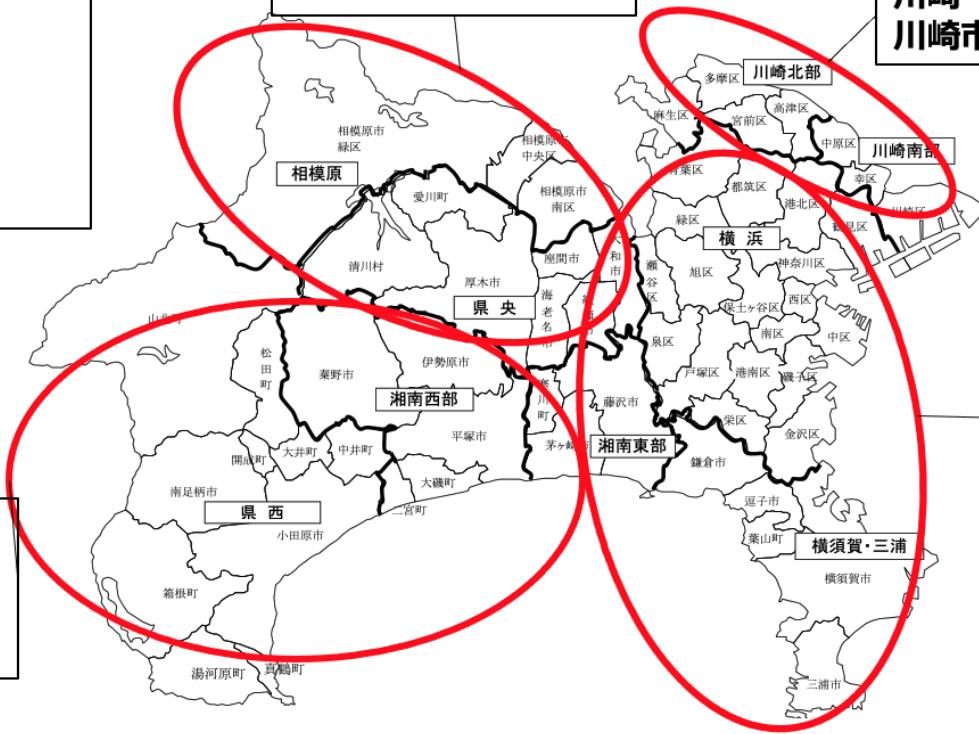 川崎
川崎市
多摩区
川崎北部
高津区
麻生区
宮前区
中原区
川崎南部
幸区
川崎区
相模原市
緑区
相模原市
中央区
相模原
愛川町
相模原市
南区
青葉区
都筑区
港北区
鶴見区
緑区
横浜
清川村
座間市
大和市
瀬谷区
旭区
神奈川区
厚木市
県央
海老名市
綾瀬市
保土ヶ谷区
西区
南区
中区
山北町
松田町
秦野市
伊勢原市
泉区
戸塚区
港南区
磯子区
湘南西部
寒川町
藤沢市
栄区
金沢区
平塚市
茅ヶ崎市
湘南東部
鎌倉市
開成町
大井町
中井町
大磯町
南足柄市
県西
二宮町
逗子市
小田原市
葉山町
横須賀・三浦
横須賀市
箱根町
湯河原町
真鶴町
三浦市